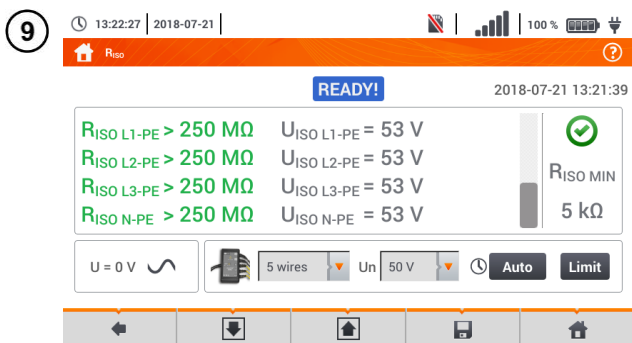 9
13:22:27 2018-07-21 100 %
RISO ?
READY! 2018-07-21 13:21:39
RISO L1-PE > 250 MΩ UISO L1-PE = 53 V
RISO L2-PE > 250 MΩ UISO L2-PE = 53 V
RISO L3-PE > 250 MΩ UISO L3-PE = 53 V
RISO N-PE > 250 MΩ UISO N-PE = 53 V
RISO MIN
5 kΩ
U = 0 V 5 wires Un 50 V Auto Limit